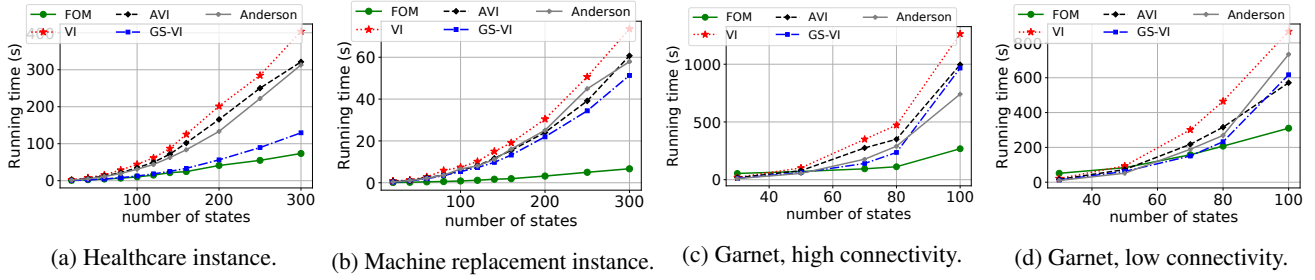 FOM AVI Anderson
VI GS-VI
Running time (s)
400
300
200
100
0
100 200 300
number of states
(a) Healthcare instance.
FOM AVI Anderson
VI GS-VI
Running time (s)
60
40
20
0
100 200 300
number of states
(b) Machine replacement instance.
FOM AVI Anderson
VI GS-VI
Running time (s)
1000
500
0
40 60 80 100
number of states
(c) Garnet, high connectivity.
FOM AVI Anderson
VI GS-VI
Running time (s)
800
600
400
200
0
40 60 80 100
number of states
(d) Garnet, low connectivity.